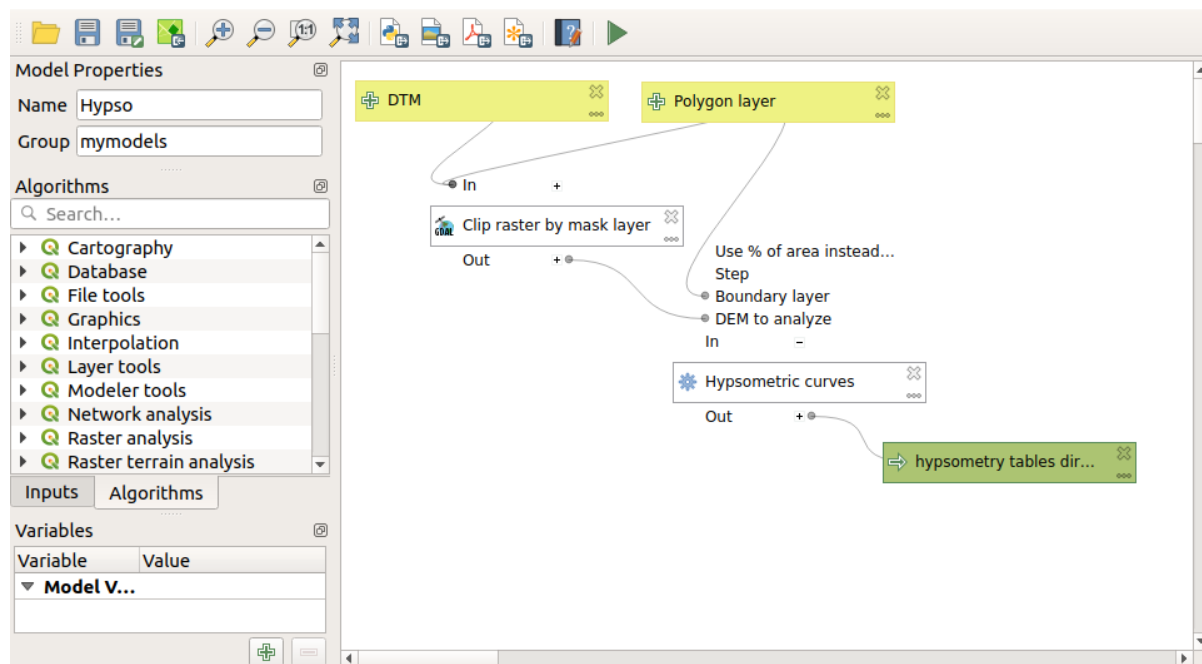 1:1
Model Properties
Name Hypso
Group mymodels
Algorithms
Search...
Cartography
Database
File tools
Graphics
Interpolation
Layer tools
Modeler tools
Network analysis
Raster analysis
Raster terrain analysis
Inputs Algorithms
Variables
Variable Value
Model V...
DTM
Polygon layer
In +
GDAL Clip raster by mask layer
Out +
Use % of area instead...
Step
Boundary layer
DEM to analyze
In -
Hypsometric curves
Out +
hypsometry tables dir...